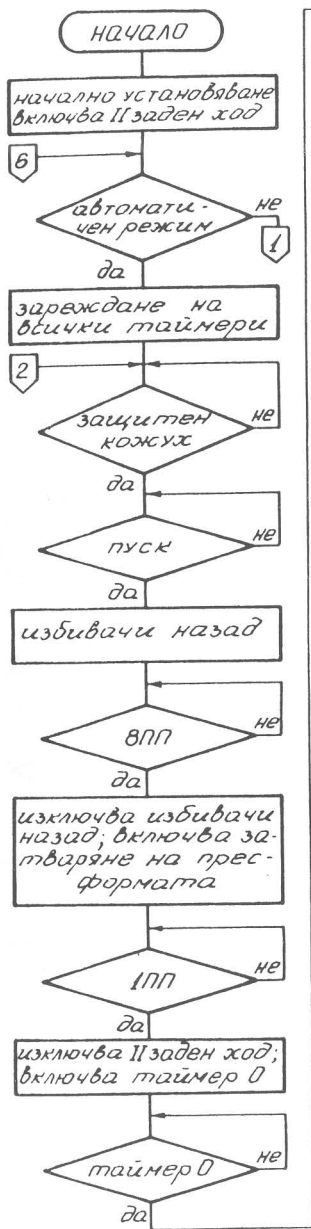 начало
начално установяване
включва II заден ход
6
автомати-
чен режим
не
1
да
зареждане на
всички таймери
2
защитен
кожух
не
да
пуск
не
да
избивачи назад
8ПП
не
да
изключва избивачи
назад; включва за-
тваряне на прес-
формата
1ПП
не
да
изключва II заден ход;
включва таймер 0
таймер 0
не
да